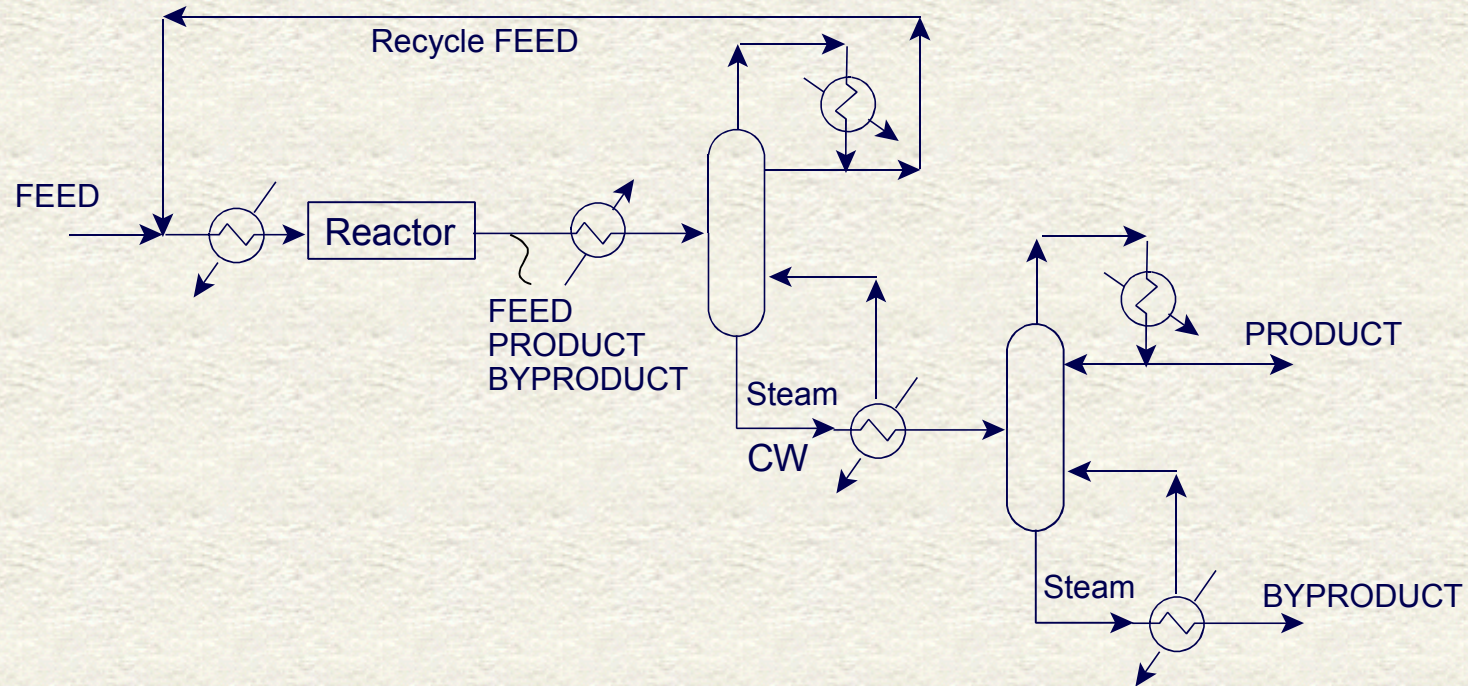 Recycle FEED
FEED
Reactor
FEED
PRODUCT
BYPRODUCT
Steam
CW
PRODUCT
Steam
BYPRODUCT